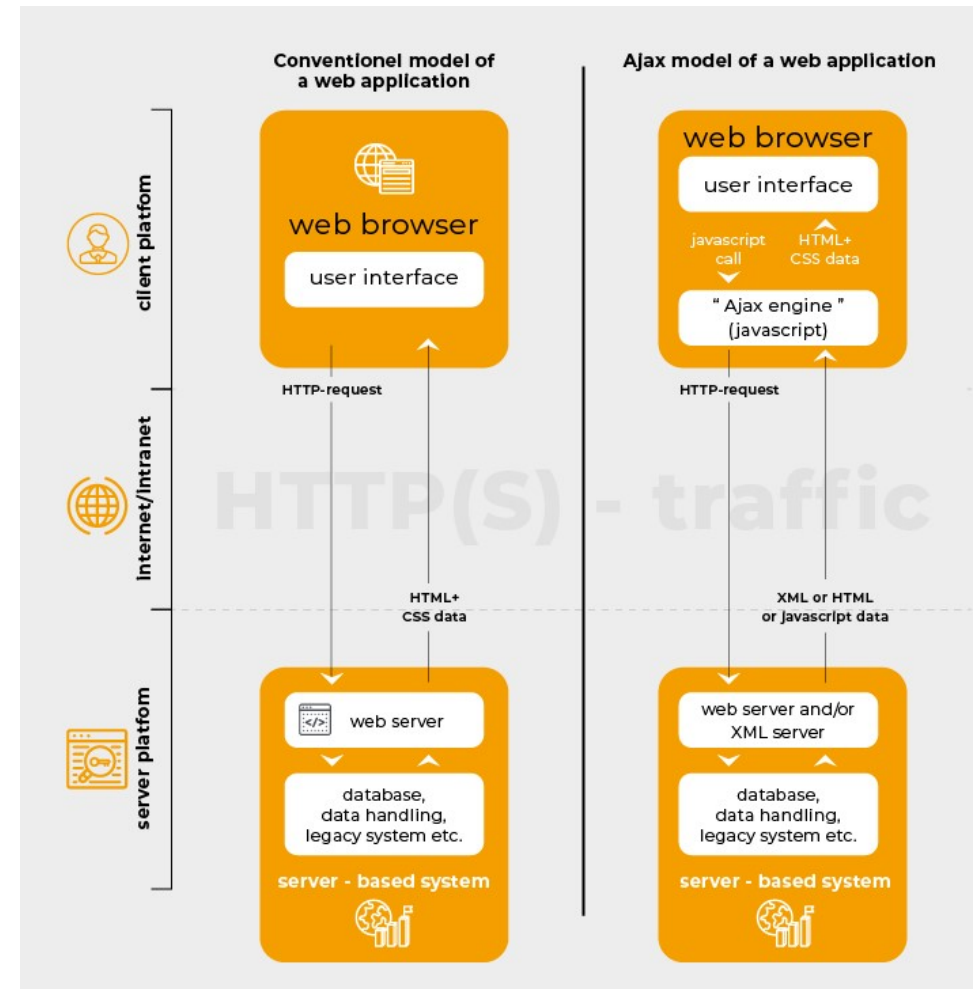 Conventionel model of
a web application
Ajax model of a web application
client platfom
Internet/Intranet
server platfom
web browser
user interface
HTTP-request
HTML+
CSS data
</>
web server
database,
data handling,
legacy system etc.
server - based system
web browser
user interface
javascript
call
HTML+
CSS data
“ Ajax engine ”
(javascript)
HTTP-request
XML or HTML
or javascript data
web server and/or
XML server
database,
data handling,
legacy system etc.
server - based system
HTTP(S) - traffic